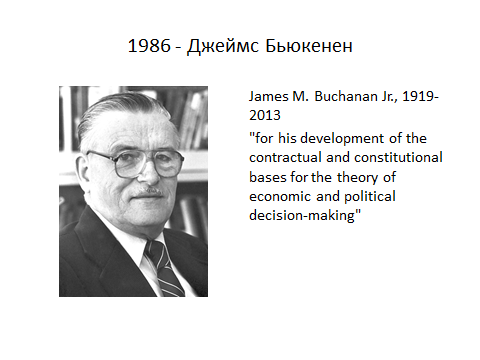 1986 - Джеймс Бьюкенен
James M. Buchanan Jr., 1919-
2013
"for his development of the
contractual and constitutional
bases for the theory of
economic and political
decision-making"